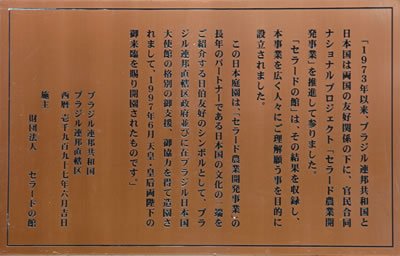 「１９７３年以来、ブラジル連邦共和国と
日本国は両国の友好関係の下に、官民合同
ナショナル プロジェクト「セラード農業開
発事業」を推進して参りました。
「セラードの館」は、その結果を収録し、
本事業を広く人々にご理解願う事を目的に
設立されました。
この日本庭園は、「セラード農業開発事業」の
長年のパートナーである日本国の文化の一端を
ご紹介する日伯友好のシンボルとして、ブラ
ジル連邦直轄区政府並びに在ブラジル日本国
大使館の格別の御支援、御協力を得て造園さ
れまして、１９９７年６月 天皇・皇后両陛下の
御来臨を賜り開園されたものです。」
ブラジル連邦共和国
ブラジル連邦直轄区
西暦 壱千九百九十七年六月吉日
施主
財団法人 セラードの館